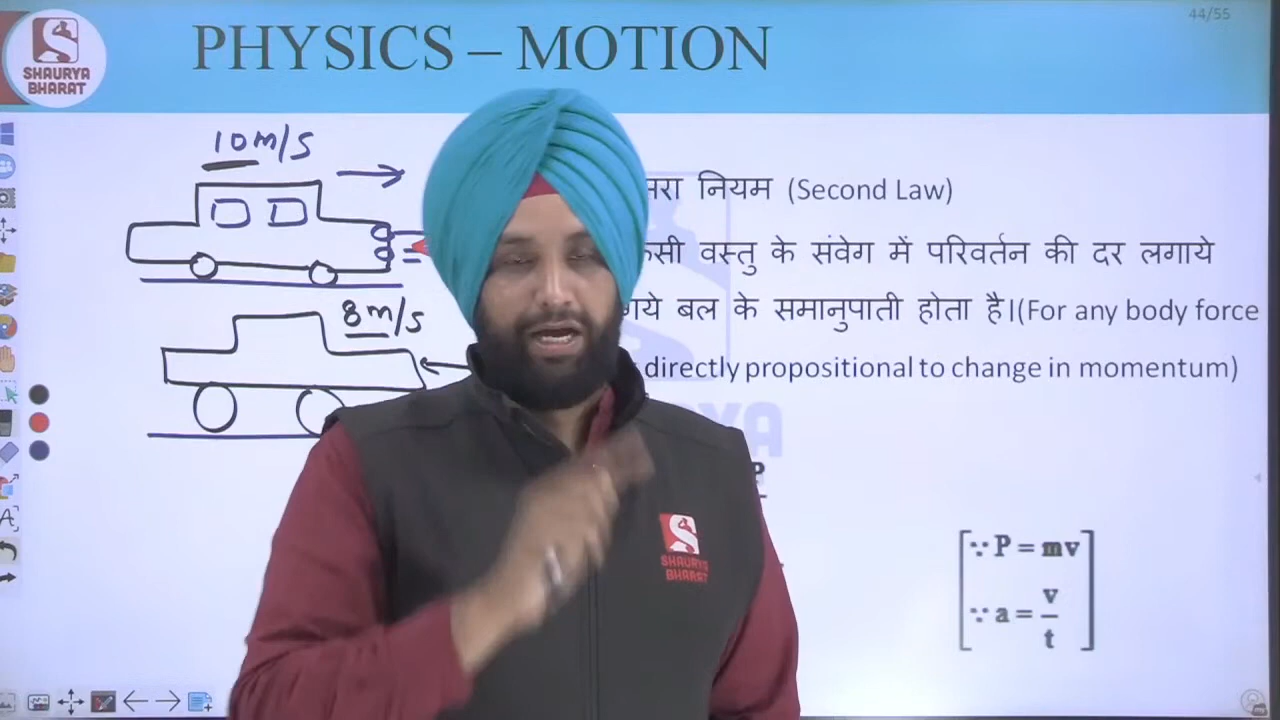 44/55
PHYSICS – MOTION
SHAURYA
BHARAT
10m/s
नियम (Second Law)
वस्तु के संवेग में परिवर्तन की दर लगाये
8m/s
बल के समानुपाती होता है।(For any body force
directly propositional to change in momentum)
P
∵ P = mv
∵ a = v
t
SHAURYA
BHARAT